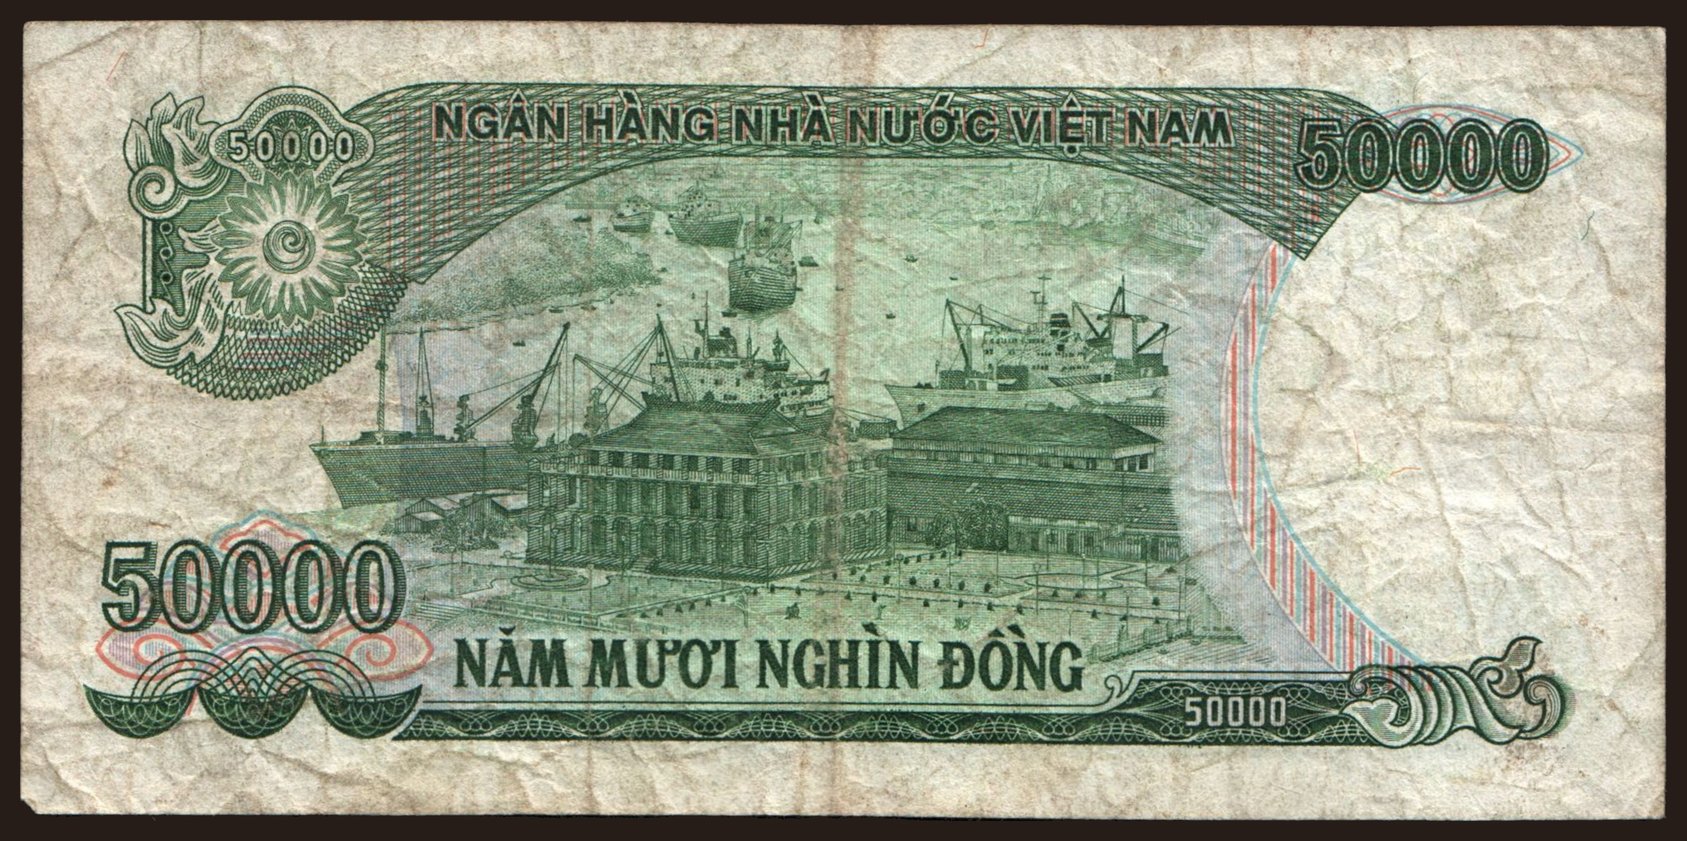 NGÂN HÀNG NHÀ NƯỚC VIỆT NAM
50000
50000
50000
NĂM MƯƠI NGHÌN ĐỒNG
50000